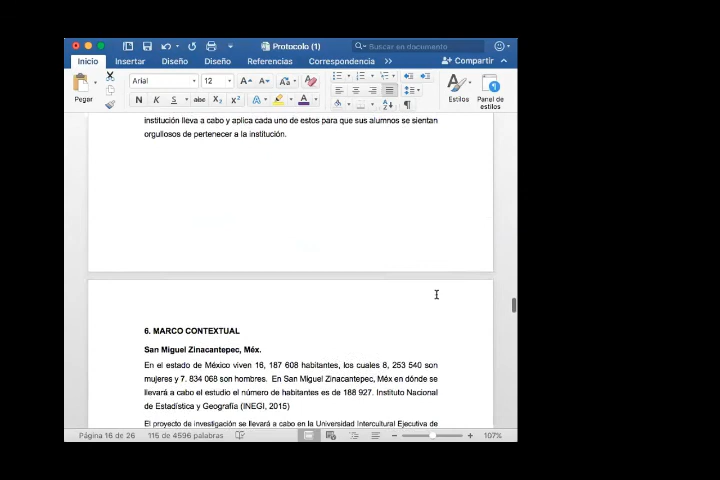 Protocolo (1)
Buscar en documento
Inicio Insertar Diseño Diseño Referencias Correspondencia Compartir
Pegar Arial 12 Estilos Panel de estilos
N K S abc X₂ X² A A
institución lleva a cabo y aplica cada uno de estos para que sus alumnos se sientan
orgullosos de pertenecer a la institución.
6. MARCO CONTEXTUAL
San Miguel Zinacantepec, Méx.
En el estado de México viven 16, 187 608 habitantes, los cuales 8, 253 540 son
mujeres y 7. 834 068 son hombres. En San Miguel Zinacantepec, Méx en dónde se
llevará a cabo el estudio el número de habitantes es de 188 927. Instituto Nacional
de Estadística y Geografía (INEGI, 2015)
El proyecto de investigación se llevará a cabo en la Universidad Intercultural Ejecutiva de
Página 16 de 26 115 de 4596 palabras 107%